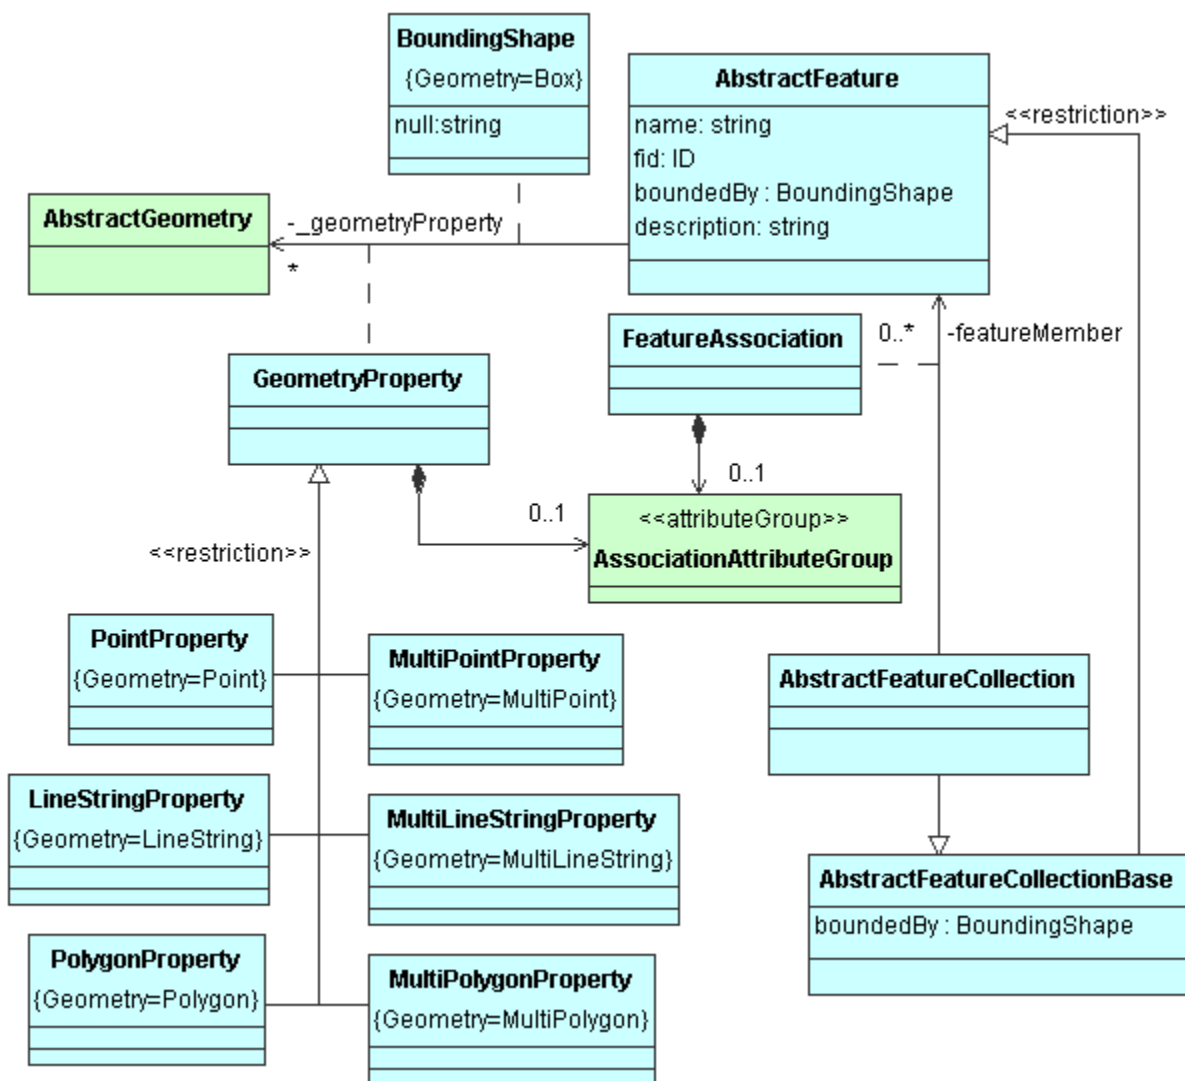 BoundingShape
{Geometry=Box}
null:string
AbstractFeature
name: string
fid: ID
boundedBy : BoundingShape
description: string
<<restriction>>
AbstractGeometry
-_geometryProperty
*
FeatureAssociation
0..*
-featureMember
GeometryProperty
0..1
0..1
<<attributeGroup>>
AssociationAttributeGroup
<<restriction>>
PointProperty
{Geometry=Point}
MultiPointProperty
{Geometry=MultiPoint}
AbstractFeatureCollection
LineStringProperty
{Geometry=LineString}
MultiLineStringProperty
{Geometry=MultiLineString}
AbstractFeatureCollectionBase
boundedBy : BoundingShape
PolygonProperty
{Geometry=Polygon}
MultiPolygonProperty
{Geometry=MultiPolygon}